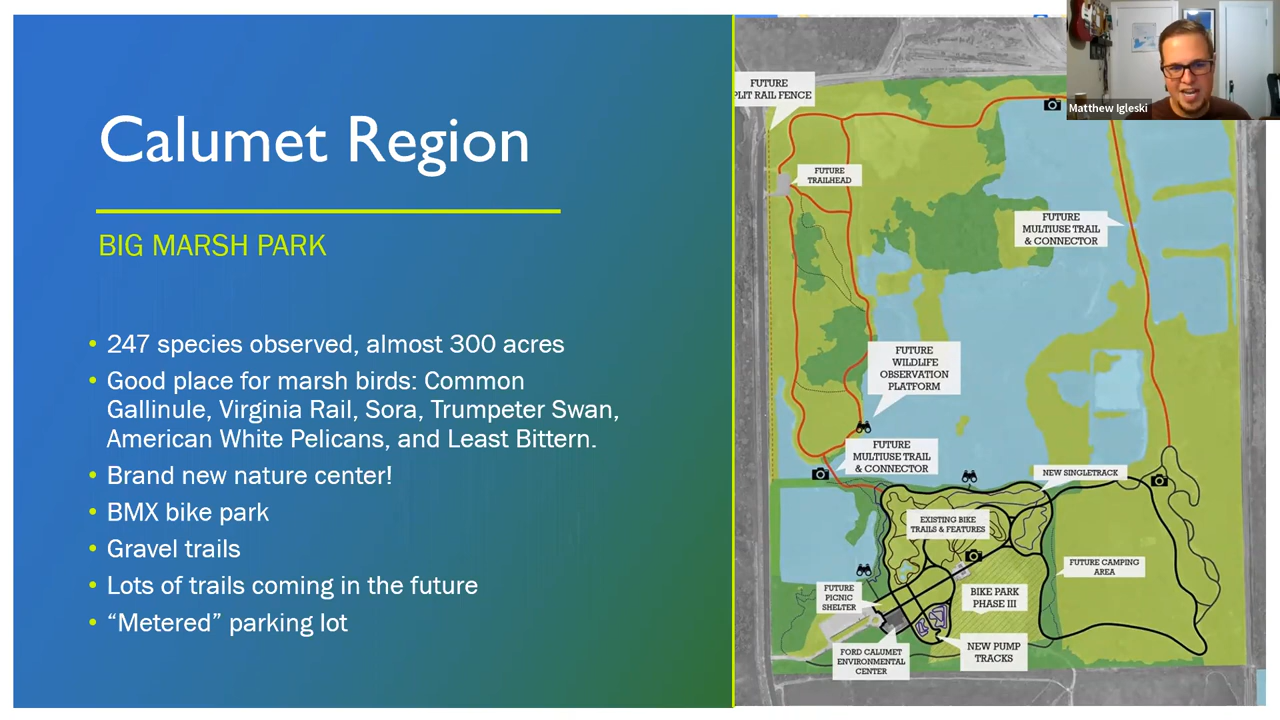 Calumet Region
BIG MARSH PARK
• 247 species observed, almost 300 acres
• Good place for marsh birds: Common
Gallinule, Virginia Rail, Sora, Trumpeter Swan,
American White Pelicans, and Least Bittern.
• Brand new nature center!
• BMX bike park
• Gravel trails
• Lots of trails coming in the future
• “Metered” parking lot
FUTURE
PLIT RAIL FENCE
Matthew Igleski
FUTURE
TRAILHEAD
FUTURE
MULTIUSE TRAIL
& CONNECTOR
FUTURE
WILDLIFE
OBSERVATION
PLATFORM
FUTURE
MULTIUSE TRAIL
& CONNECTOR
NEW SINGLETRACK
EXISTING BIKE
TRAILS & FEATURES
FUTURE CAMPING
AREA
FUTURE
PICNIC
SHELTER
BIKE PARK
PHASE III
FORD CALUMET
ENVIRONMENTAL
CENTER
NEW PUMP
TRACKS